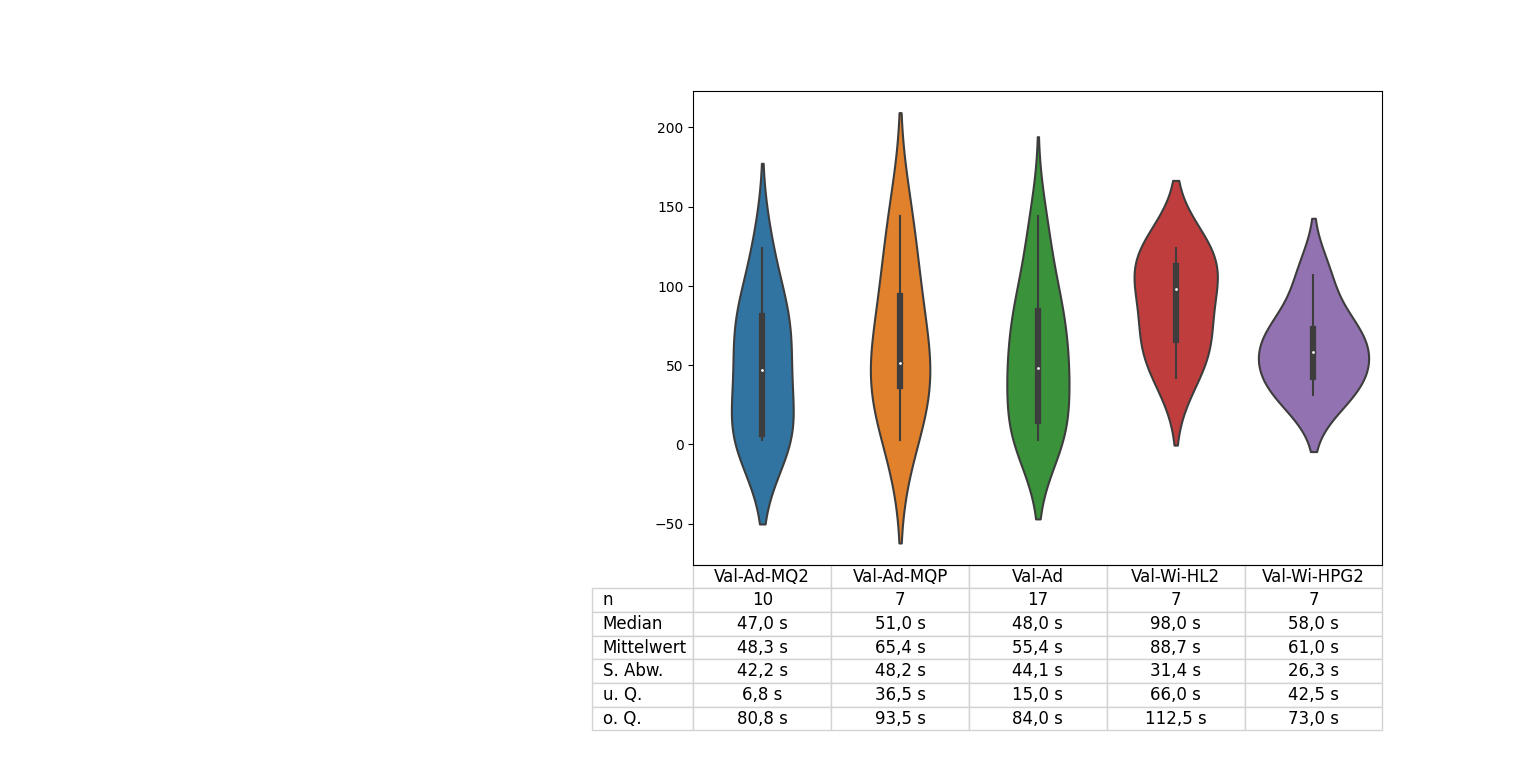 200
150
100
50
0
−50
Val-Ad-MQ2 Val-Ad-MQP Val-Ad Val-Wi-HL2 Val-Wi-HPG2
n 10 7 17 7 7
Median 47,0 s 51,0 s 48,0 s 98,0 s 58,0 s
Mittelwert 48,3 s 65,4 s 55,4 s 88,7 s 61,0 s
S. Abw. 42,2 s 48,2 s 44,1 s 31,4 s 26,3 s
u. Q. 6,8 s 36,5 s 15,0 s 66,0 s 42,5 s
o. Q. 80,8 s 93,5 s 84,0 s 112,5 s 73,0 s